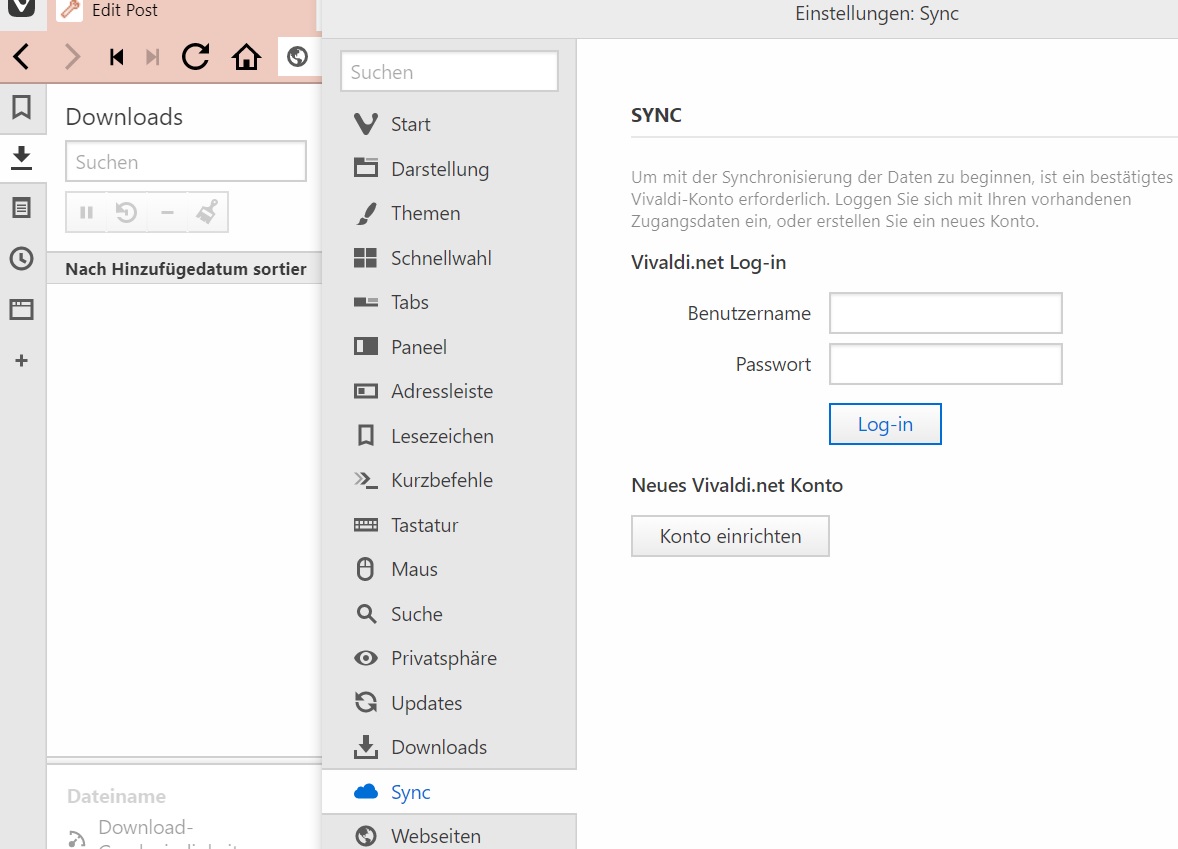 Edit Post
Einstellungen: Sync
Downloads
Suchen
Nach Hinzufügedatum sortier
Dateiname
Download-
Suchen
Start
Darstellung
Themen
Schnellwahl
Tabs
Paneel
Adressleiste
Lesezeichen
Kurzbefehle
Tastatur
Maus
Suche
Privatsphäre
Updates
Downloads
Sync
Webseiten
SYNC
Um mit der Synchronisierung der Daten zu beginnen, ist ein bestätigtes
Vivaldi-Konto erforderlich. Loggen Sie sich mit Ihren vorhandenen
Zugangsdaten ein, oder erstellen Sie ein neues Konto.
Vivaldi.net Log-in
Benutzername
Passwort
Log-in
Neues Vivaldi.net Konto
Konto einrichten